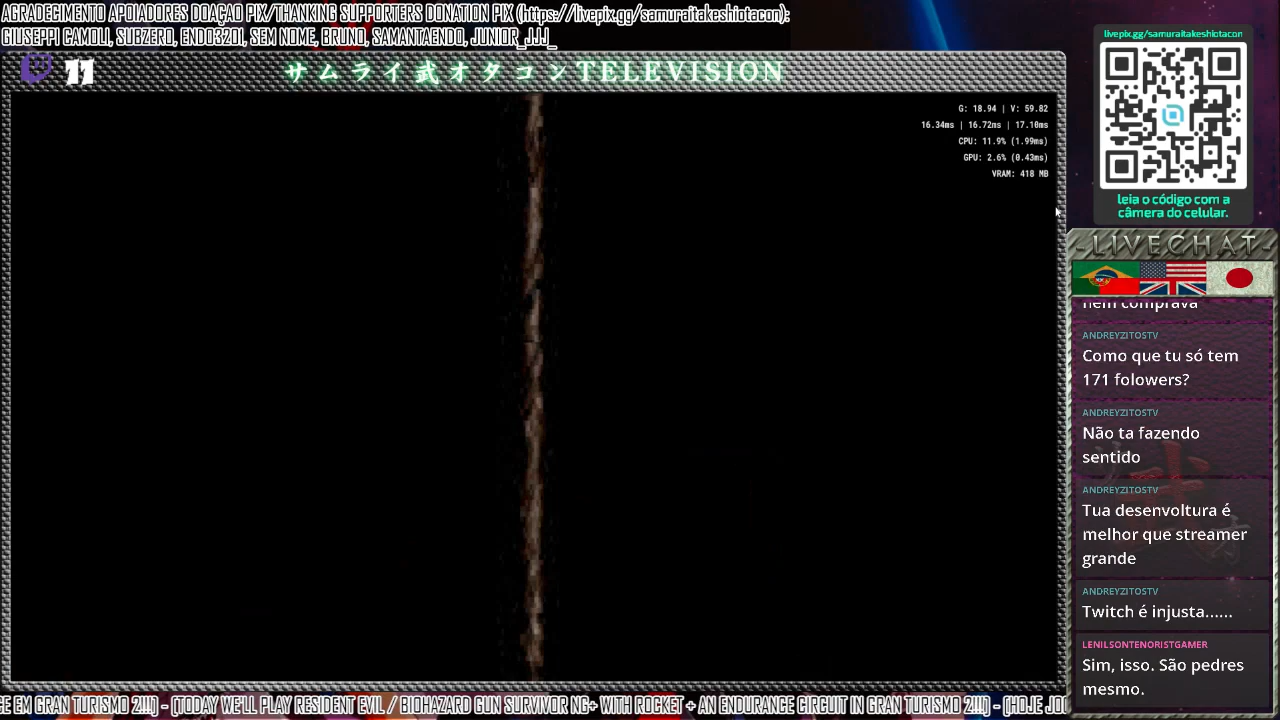 AGRADECIMENTO APOIADORES DOAÇAO PIX/THANKING SUPPORTERS DONATION PIX (https://livepix.gg/samuraitakeshiotacon):
GIUSEPPI CAMOLI, SUBZERO, ENDO3201, SEM NOME, BRUNO, SAMANTAENDO, JUNIOR_JJJ_
11
サムライ武オタコンTELEVISION
G: 18.94 | V: 59.82
16.34ms | 16.72ms | 17.10ms
CPU: 11.9% (1.99ms)
GPU: 2.6% (0.43ms)
VRAM: 418 MB
livepix.gg/samuraitakeshiotacon
leia o código com a
câmera do celular.
-LIVECHAT-
nem comprava
ANDREYZITOSTV
Como que tu só tem
171 folowers?
ANDREYZITOSTV
Não ta fazendo
sentido
ANDREYZITOSTV
Tua desenvoltura é
melhor que streamer
grande
ANDREYZITOSTV
Twitch é injusta......
LENILSONTENORISTGAMER
Sim, isso. São pedres
mesmo.
CE EM GRAN TURISMO 2!!!!) - (TODAY WE'LL PLAY RESIDENT EVIL / BIOHAZARD GUN SURVIVOR NG+ WITH ROCKET + AN ENDURANCE CIRCUIT IN GRAN TURISMO 2!!!!) - (HOJE JO